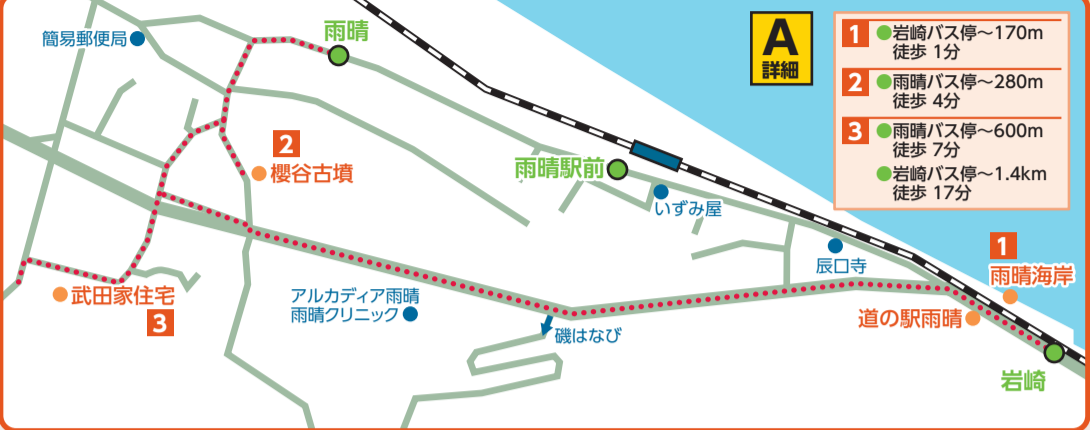 簡易郵便局
雨晴
A
詳細
1
岩崎バス停～170m
徒歩 1分
2
雨晴バス停～280m
徒歩 4分
3
雨晴バス停～600m
徒歩 7分
岩崎バス停～1.4km
徒歩 17分
2
櫻谷古墳
雨晴駅前
いずみ屋
辰口寺
1
雨晴海岸
武田家住宅
3
アルカディア雨晴
雨晴クリニック
磯はなび
道の駅雨晴
岩崎